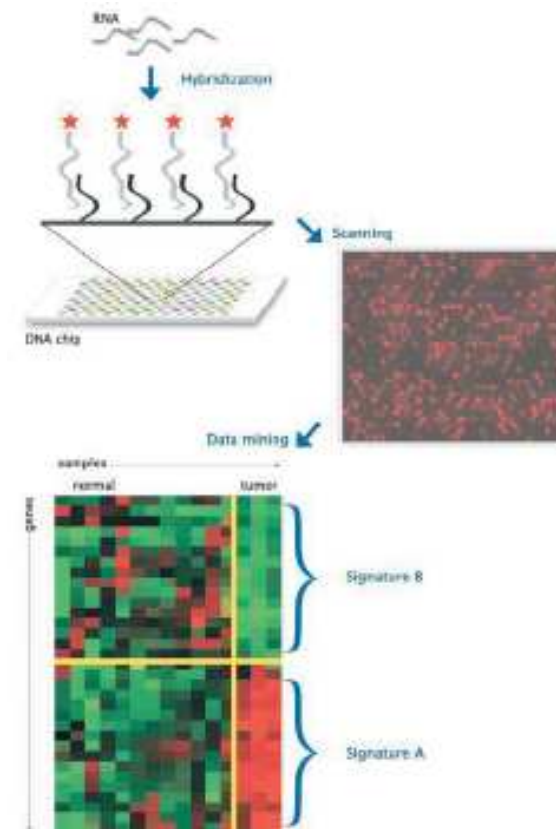 RNA
Hybridization
Scanning
DNA chip
Data mining
samples
normal tumor
genes
Signature B
Signature A